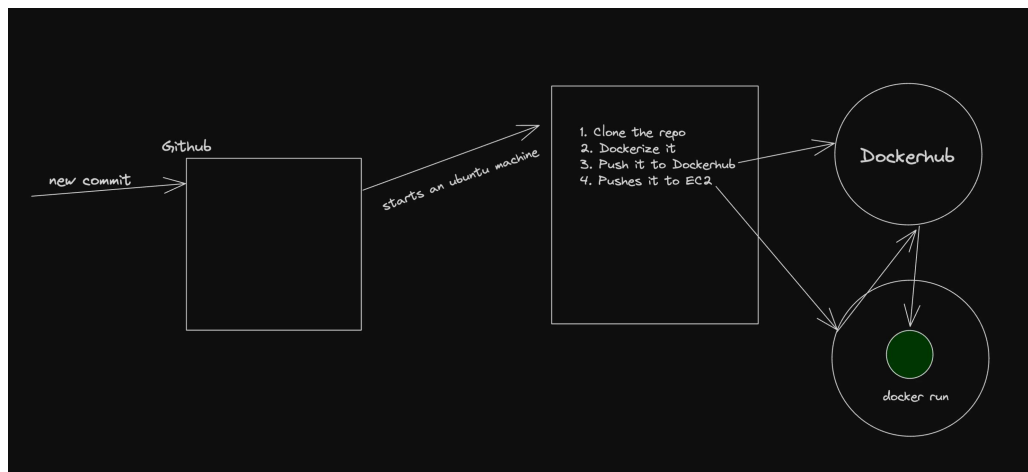 Github
new commit
starts an ubuntu machine
1. Clone the repo
2. Dockerize it
3. Push it to Dockerhub
4. Pushes it to EC2
Dockerhub
docker run